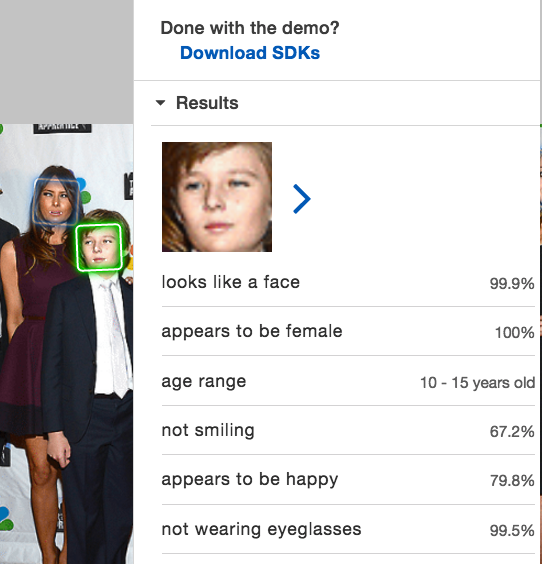 Done with the demo?
Download SDKs
Results
looks like a face 99.9%
appears to be female 100%
age range 10 - 15 years old
not smiling 67.2%
appears to be happy 79.8%
not wearing eyeglasses 99.5%
APPRENTICE